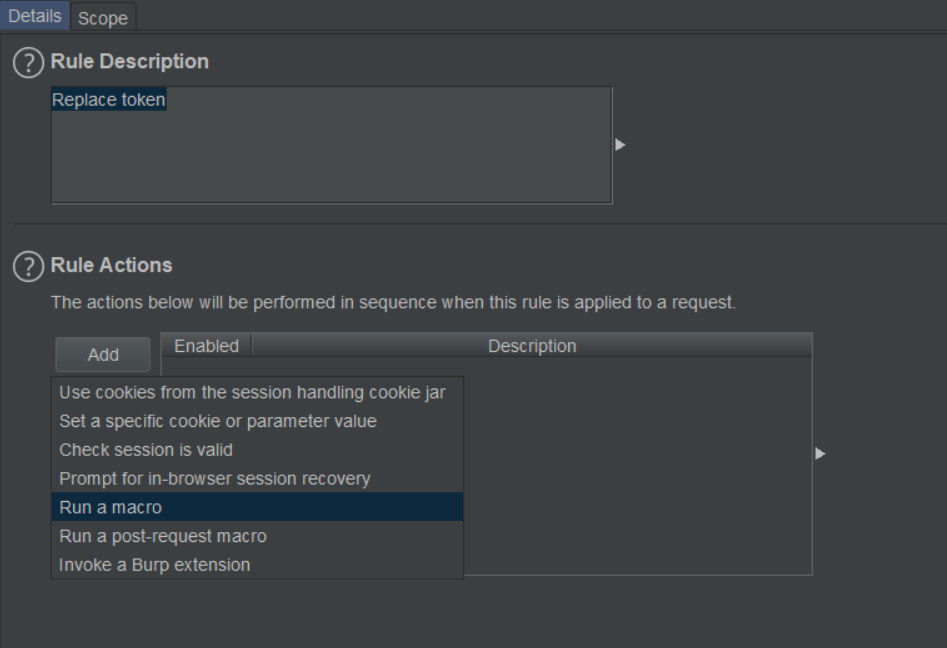 Details Scope
? Rule Description
Replace token
? Rule Actions
The actions below will be performed in sequence when this rule is applied to a request.
Add Enabled Description
Use cookies from the session handling cookie jar
Set a specific cookie or parameter value
Check session is valid
Prompt for in-browser session recovery
Run a macro
Run a post-request macro
Invoke a Burp extension